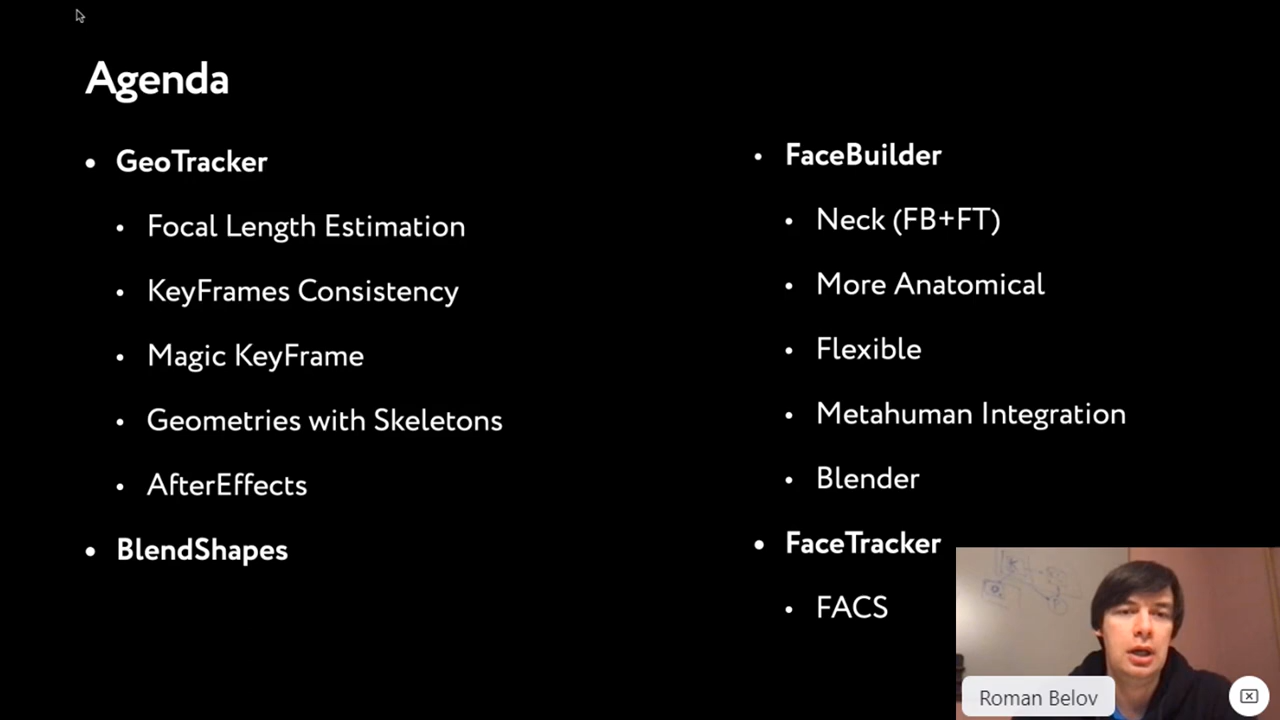 Agenda
GeoTracker
Focal Length Estimation
KeyFrames Consistency
Magic KeyFrame
Geometries with Skeletons
AfterEffects
BlendShapes
FaceBuilder
Neck (FB+FT)
More Anatomical
Flexible
Metahuman Integration
Blender
FaceTracker
FACS
Roman Belov